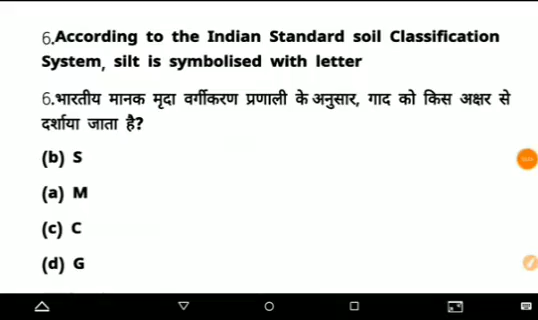 6.According to the Indian Standard soil Classification
System, silt is symbolised with letter
6.भारतीय मानक मृदा वर्गीकरण प्रणाली के अनुसार, गाद को किस अक्षर से
दर्शाया जाता है?
(b) S
(a) M
(c) C
(d) G